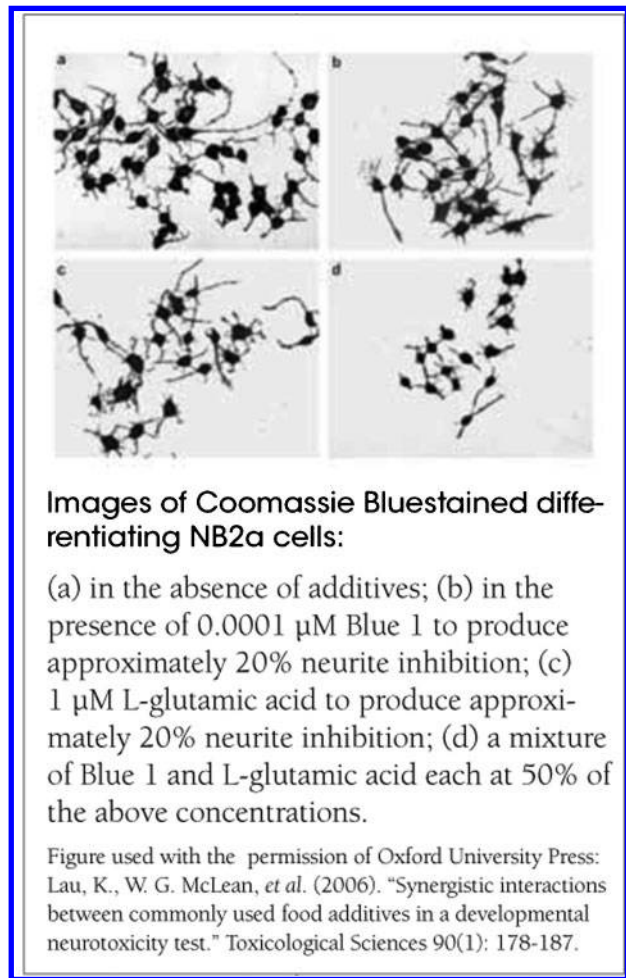 a
b
c
d
Images of Coomassie Bluestained diffe-
rentiating NB2a cells:
(a) in the absence of additives; (b) in the
presence of 0.0001 μM Blue 1 to produce
approximately 20% neurite inhibition; (c)
1 μM L-glutamic acid to produce approxi-
mately 20% neurite inhibition; (d) a mixture
of Blue 1 and L-glutamic acid each at 50% of
the above concentrations.
Figure used with the permission of Oxford University Press:
Lau, K., W. G. McLean, et al. (2006). “Synergistic interactions
between commonly used food additives in a developmental
neurotoxicity test.” Toxicological Sciences 90(1): 178-187.